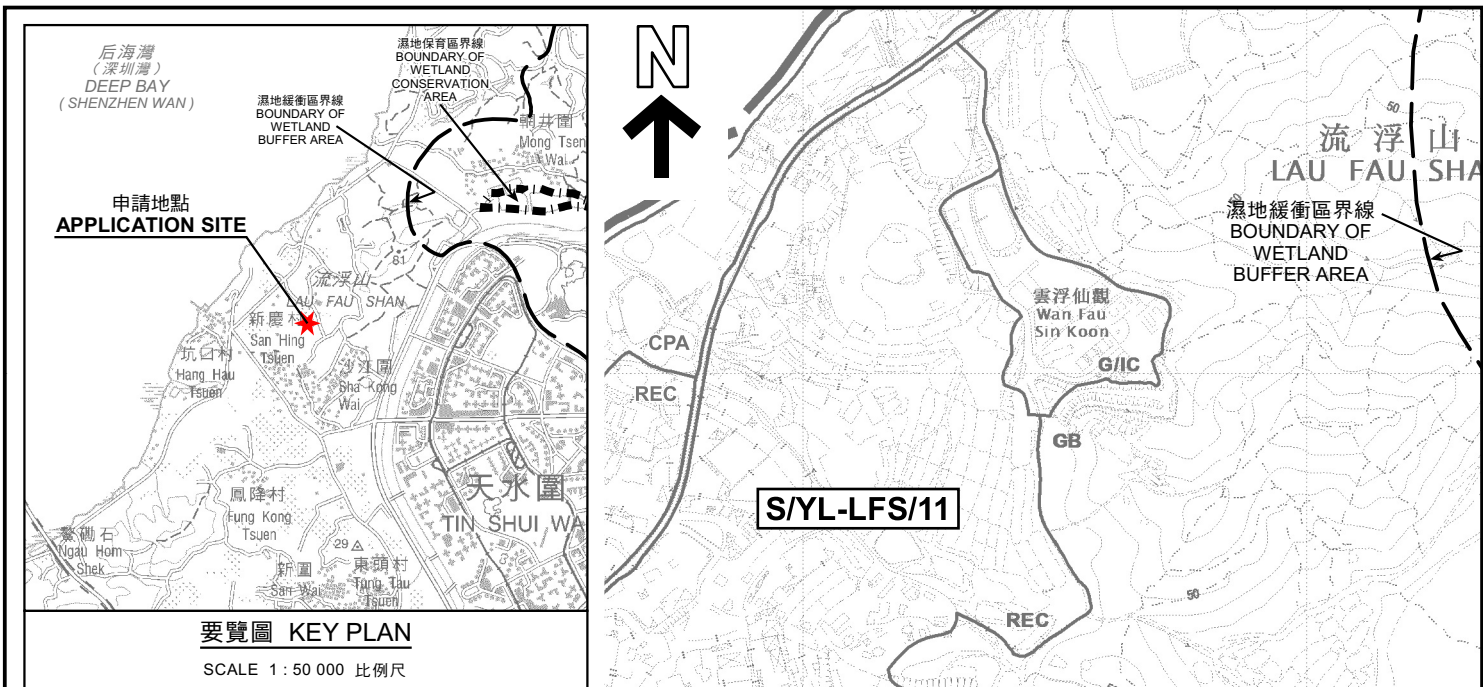 后海灣
（深圳灣）
DEEP BAY
( SHENZHEN WAN )
濕地保育區界線
BOUNDARY OF
WETLAND
CONSERVATION
AREA
濕地緩衝區界線
BOUNDARY OF
WETLAND
BUFFER AREA
輞井圍
Mong Tsen
Wai
申請地點
APPLICATION SITE
81
流浮山
LAU FAU SHAN
新慶村
San Hing
Tsuen
坑口村
Hang Hau
Tsuen
沙江圍
Sha Kong
Wai
天水圍
TIN SHUI WA
鳳降村
Fung Kong
Tsuen
鰲磡石
Ngau Hom
Shek
29
新圍
San Wai
東頭村
Tung Tau
Tsuen
要覽圖 KEY PLAN
SCALE 1 : 50 000 比例尺
N
50
流浮山
LAU FAU SHA
濕地緩衝區界線
BOUNDARY OF
WETLAND
BUFFER AREA
雲浮仙觀
Wan Fau
Sin Koon
G/IC
CPA
REC
GB
S/YL-LFS/11
50
REC